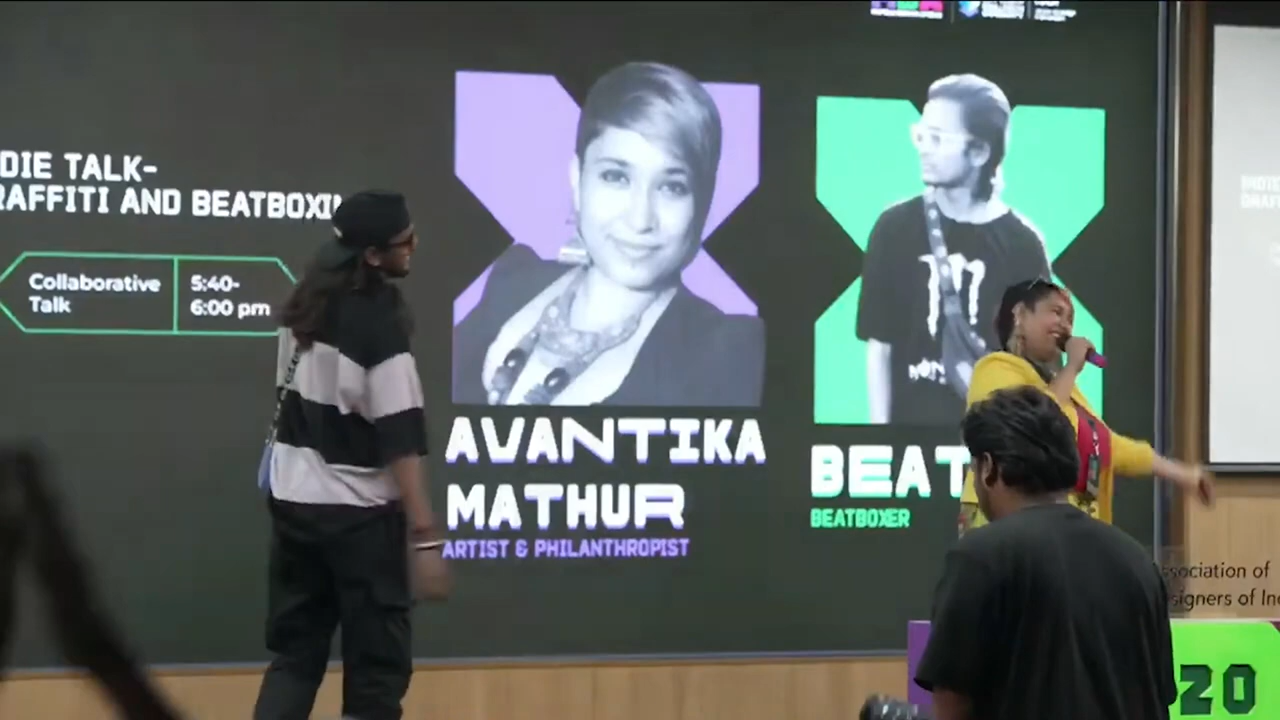 DIE TALK-
RAFFITI AND BEATBOXI
Collaborative
Talk
5:40-
6:00 pm
AVANTIKA
MATHUR
ARTIST & PHILANTHROPIST
BEAT
BEATBOXER
ssociation of
signers of In
20